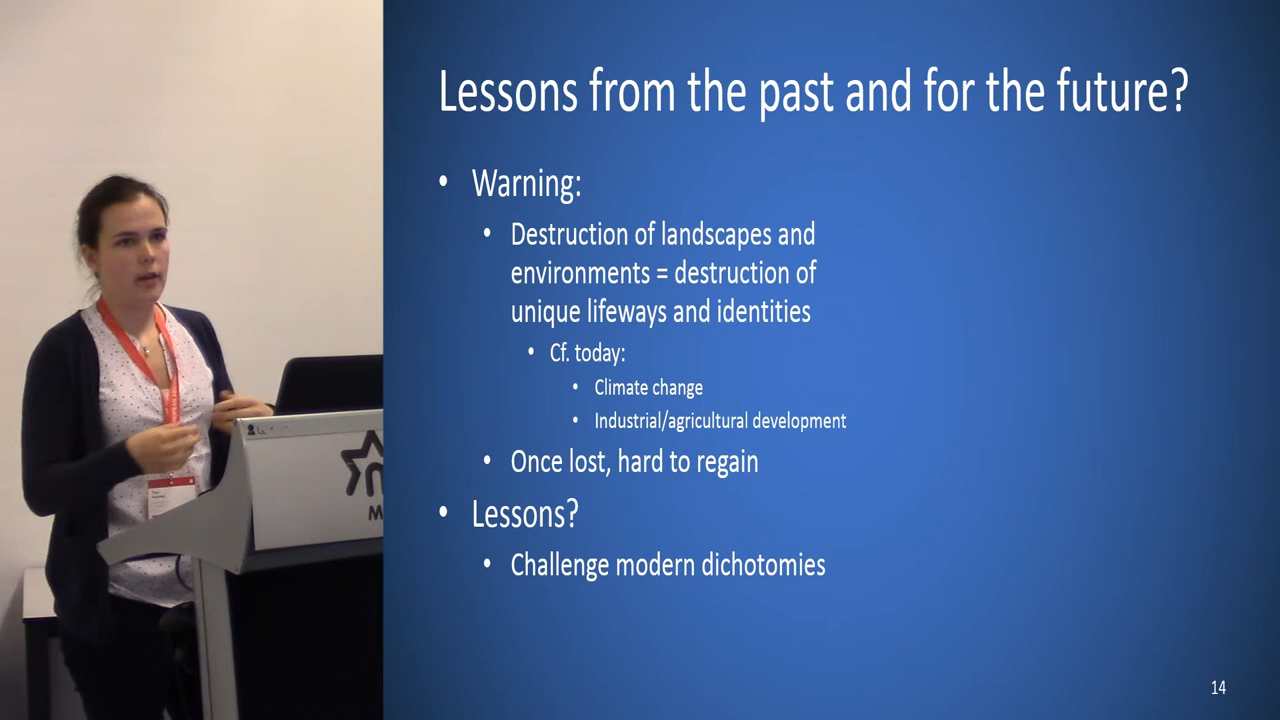 Lessons from the past and for the future?
• Warning:
• Destruction of landscapes and
environments = destruction of
unique lifeways and identities
• Cf. today:
• Climate change
• Industrial/agricultural development
• Once lost, hard to regain
• Lessons?
• Challenge modern dichotomies
14